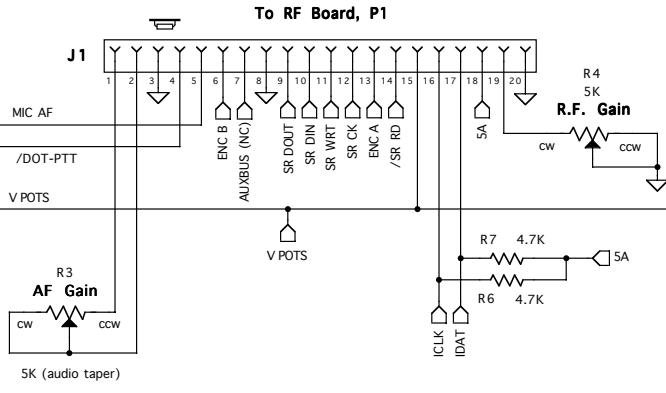 To RF Board, P1
J1
1 2 3 4 5 6 7 8 9 10 11 12 13 14 15 16 17 18 19 20
R4
5K
R.F. Gain
CW
CCW
MIC AF
/DOT-PTT
V POTS
ENC B
AUXBUS (NC)
SR DOUT
SR DIN
SR WRT
SR CK
ENC A
/SR RD
5A
V POTS
R7 4.7K
5A
R6 4.7K
ICLK
IDAT
R3
AF Gain
CW
CCW
5K (audio taper)